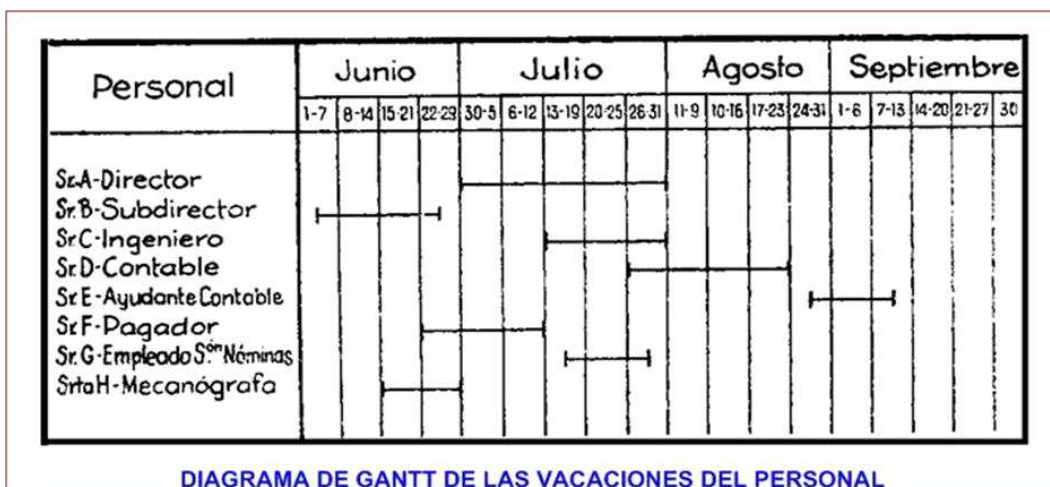 Personal
Junio Julio Agosto Septiembre
1-7 8-14 15-21 22-29 30-5 6-12 13-19 20-25 26-31 11-9 10-16 17-23 24-31 1-6 7-13 14-20 21-27 30
Sr.A-Director
Sr.B-Subdirector
Sr.C-Ingeniero
Sr.D-Contable
Sr.E-Ayudante Contable
Sr.F-Pagador
Sr.G-Empleado S.ón Nóminas
Srta H-Mecanógrafa
DIAGRAMA DE GANTT DE LAS VACACIONES DEL PERSONAL